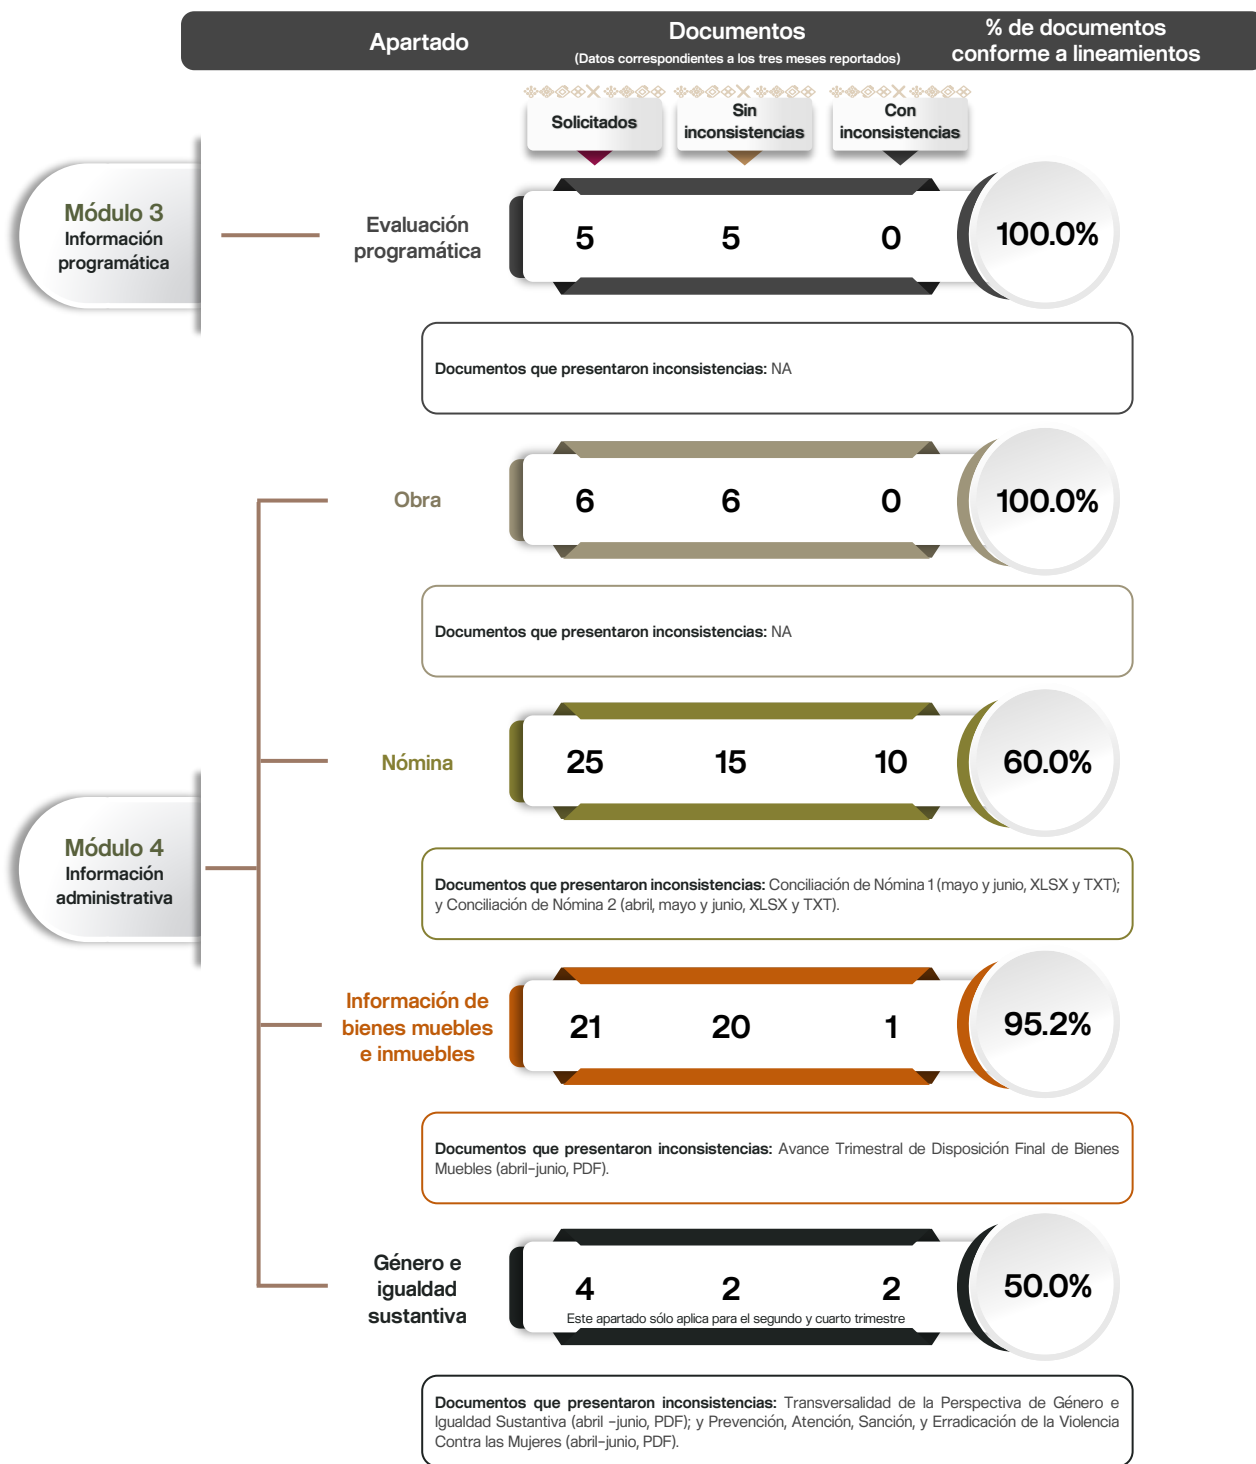 Apartado
Documentos
(Datos correspondientes a los tres meses reportados)
% de documentos
conforme a lineamientos
Solicitados
Sin
inconsistencias
Con
inconsistencias
Módulo 3
Información
programática
Evaluación
programática
5 5 0 100.0%
Documentos que presentaron inconsistencias: NA
Obra
6 6 0 100.0%
Documentos que presentaron inconsistencias: NA
Módulo 4
Información
administrativa
Nómina
25 15 10 60.0%
Documentos que presentaron inconsistencias: Conciliación de Nómina 1 (mayo y junio, XLSX y TXT);
y Conciliación de Nómina 2 (abril, mayo y junio, XLSX y TXT).
Información de
bienes muebles
e inmuebles
21 20 1 95.2%
Documentos que presentaron inconsistencias: Avance Trimestral de Disposición Final de Bienes
Muebles (abril-junio, PDF).
Género e
igualdad
sustantiva
4 2 2 50.0%
Este apartado sólo aplica para el segundo y cuarto trimestre
Documentos que presentaron inconsistencias: Transversalidad de la Perspectiva de Género e
Igualdad Sustantiva (abril -junio, PDF); y Prevención, Atención, Sanción, y Erradicación de la Violencia
Contra las Mujeres (abril-junio, PDF).